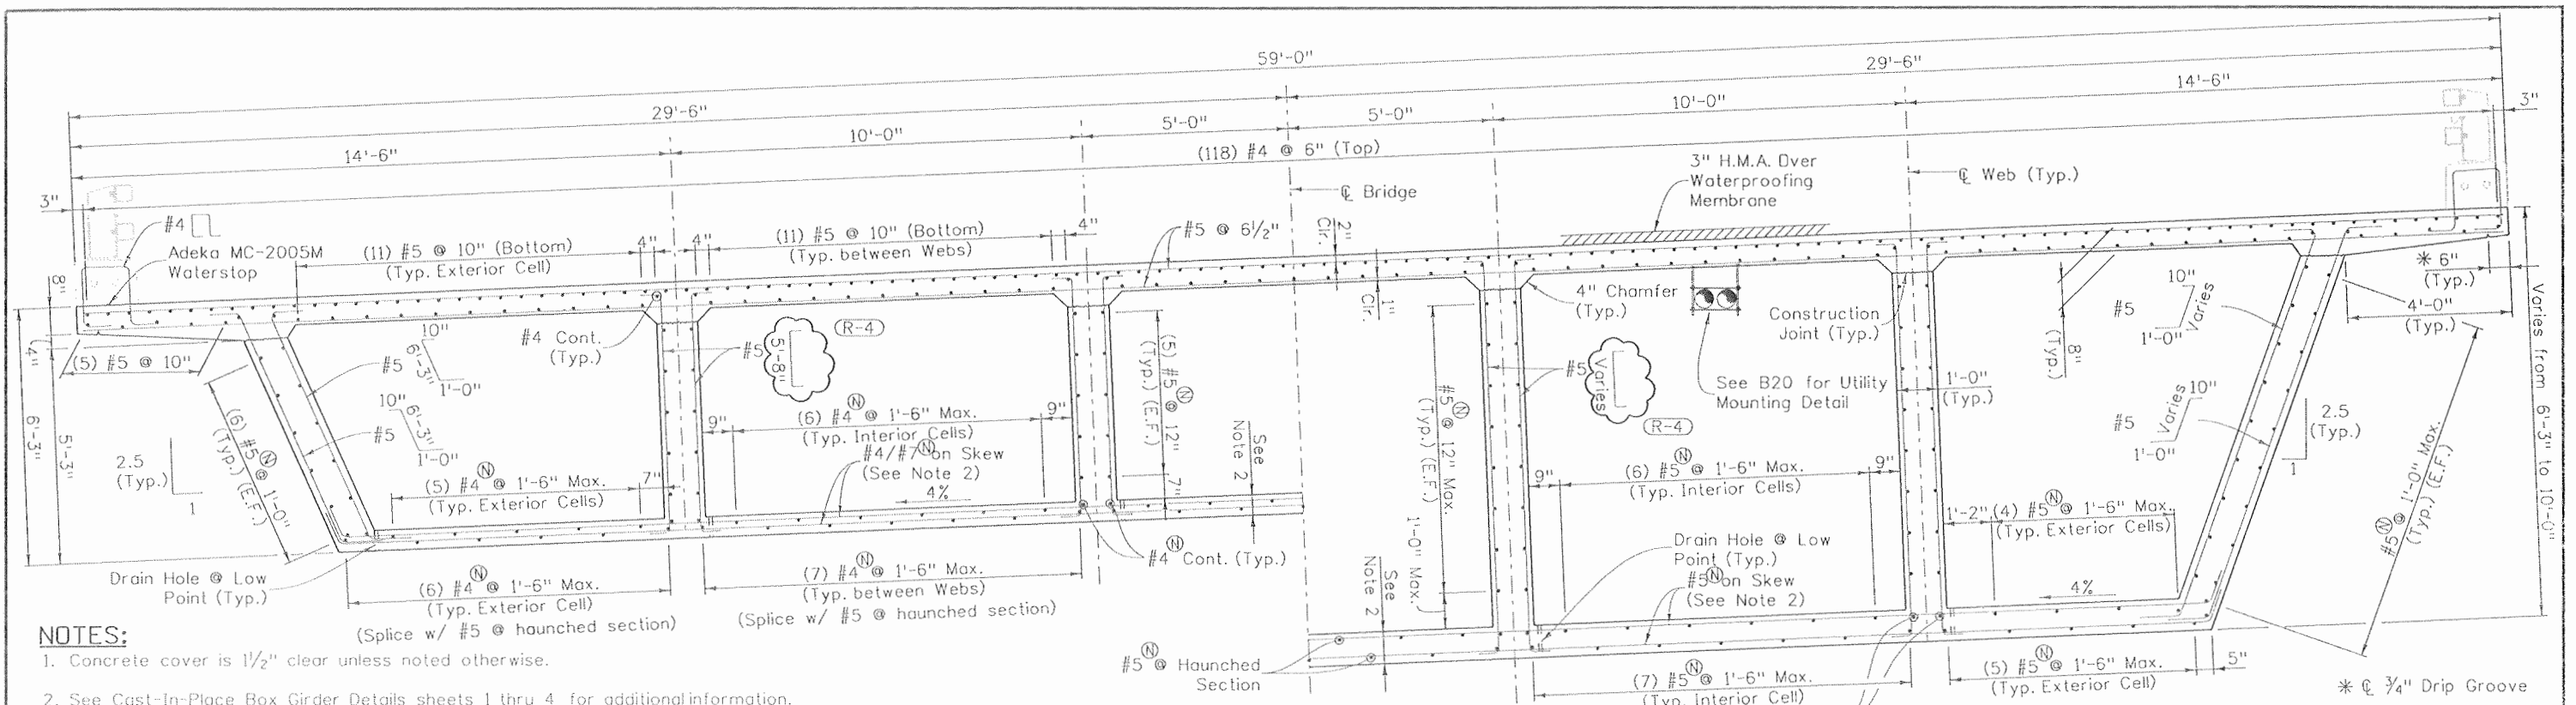 59'-0"
29'-6"
29'-6"
14'-6"
10'-0"
5'-0"
5'-0"
10'-0"
14'-6"
3"
(118) #4 @ 6" (Top)
3"
℄ Bridge
3" H.M.A. Over
Waterproofing
Membrane
℄ Web (Typ.)
#4
Adeka MC-2005M
Waterstop
(11) #5 @ 10" (Bottom)
(Typ. Exterior Cell)
4"
4"
(11) #5 @ 10" (Bottom)
(Typ. between Webs)
4"
#5 @ 6½"
2"
Clr.
1"
Clr.
8"
(4"
6'-3"
5'-3"
(5) #5 @ 10"
(6) #5 Ⓝ @ 1'-0"
(Typ.) (E.F.)
2.5
(Typ.)
1
#5
10"
6'-3"
1'-0"
#5
10"
6'-3"
1'-0"
#4 Cont.
(Typ.)
#5
5'-8"
R-4
(5) #4 Ⓝ @ 1'-6" Max.
(Typ. Exterior Cells)
7"
9"
(6) #4 Ⓝ @ 1'-6" Max.
(Typ. Interior Cells)
9"
#4/#7 Ⓝ on Skew
(See Note 2)
4%
(5) #5 Ⓝ @ 12"
(Typ.) (E.F.)
7"
See
Note 2
#4 Ⓝ Cont. (Typ.)
Drain Hole @ Low
Point (Typ.)
(6) #4 Ⓝ @ 1'-6" Max.
(Typ. Exterior Cell)
(Splice w/ #5 @ haunched section)
(7) #4 Ⓝ @ 1'-6" Max.
(Typ. between Webs)
(Splice w/ #5 @ haunched section)
4" Chamfer
(Typ.)
#5
Varies
R-4
See B20 for Utility
Mounting Detail
Construction
Joint (Typ.)
1'-0"
(Typ.)
8"
(Typ.)
#5
10"
Varies
1'-0"
#5
10"
Varies
1'-0"
2.5
(Typ.)
1
* 6"
(Typ.)
4'-0"
(Typ.)
Varies from 6'-3" to 10'-0"
#5 Ⓝ @ 12" Max.
(Typ.) (E.F.)
1'-0" Max.
9"
(6) #5 Ⓝ @ 1'-6" Max.
(Typ. Interior Cells)
9"
1'-2"
(4) #5 Ⓝ @ 1'-6" Max.
(Typ. Exterior Cells)
#5 Ⓝ @ 1'-0" Max.
(Typ.) (E.F.)
Drain Hole @ Low
Point (Typ.)
#5 Ⓝ on Skew
(See Note 2)
4%
See
Note 2
#5 Ⓝ @ Haunched
Section
(7) #5 Ⓝ @ 1'-6" Max.
(Typ. Interior Cell)
(5) #5 Ⓝ @ 1'-6" Max.
(Typ. Exterior Cell)
5"
* ℄ ¾" Drip Groove
NOTES:
1. Concrete cover is 1½" clear unless noted otherwise.
2. See Cast-In-Place Box Girder Details sheets 1 thru 4 for additional information.